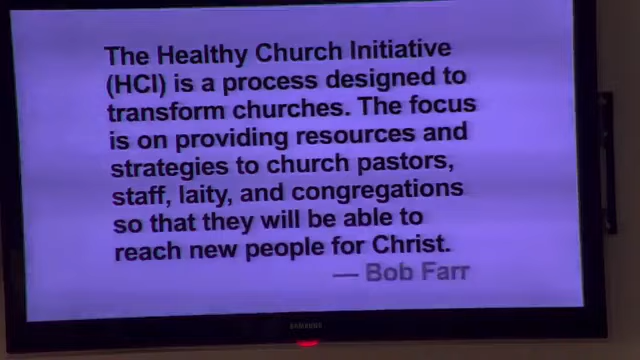 The Healthy Church Initiative
(HCI) is a process designed to
transform churches. The focus
is on providing resources and
strategies to church pastors,
staff, laity, and congregations
so that they will be able to
reach new people for Christ.
— Bob Farr
SAMSUNG